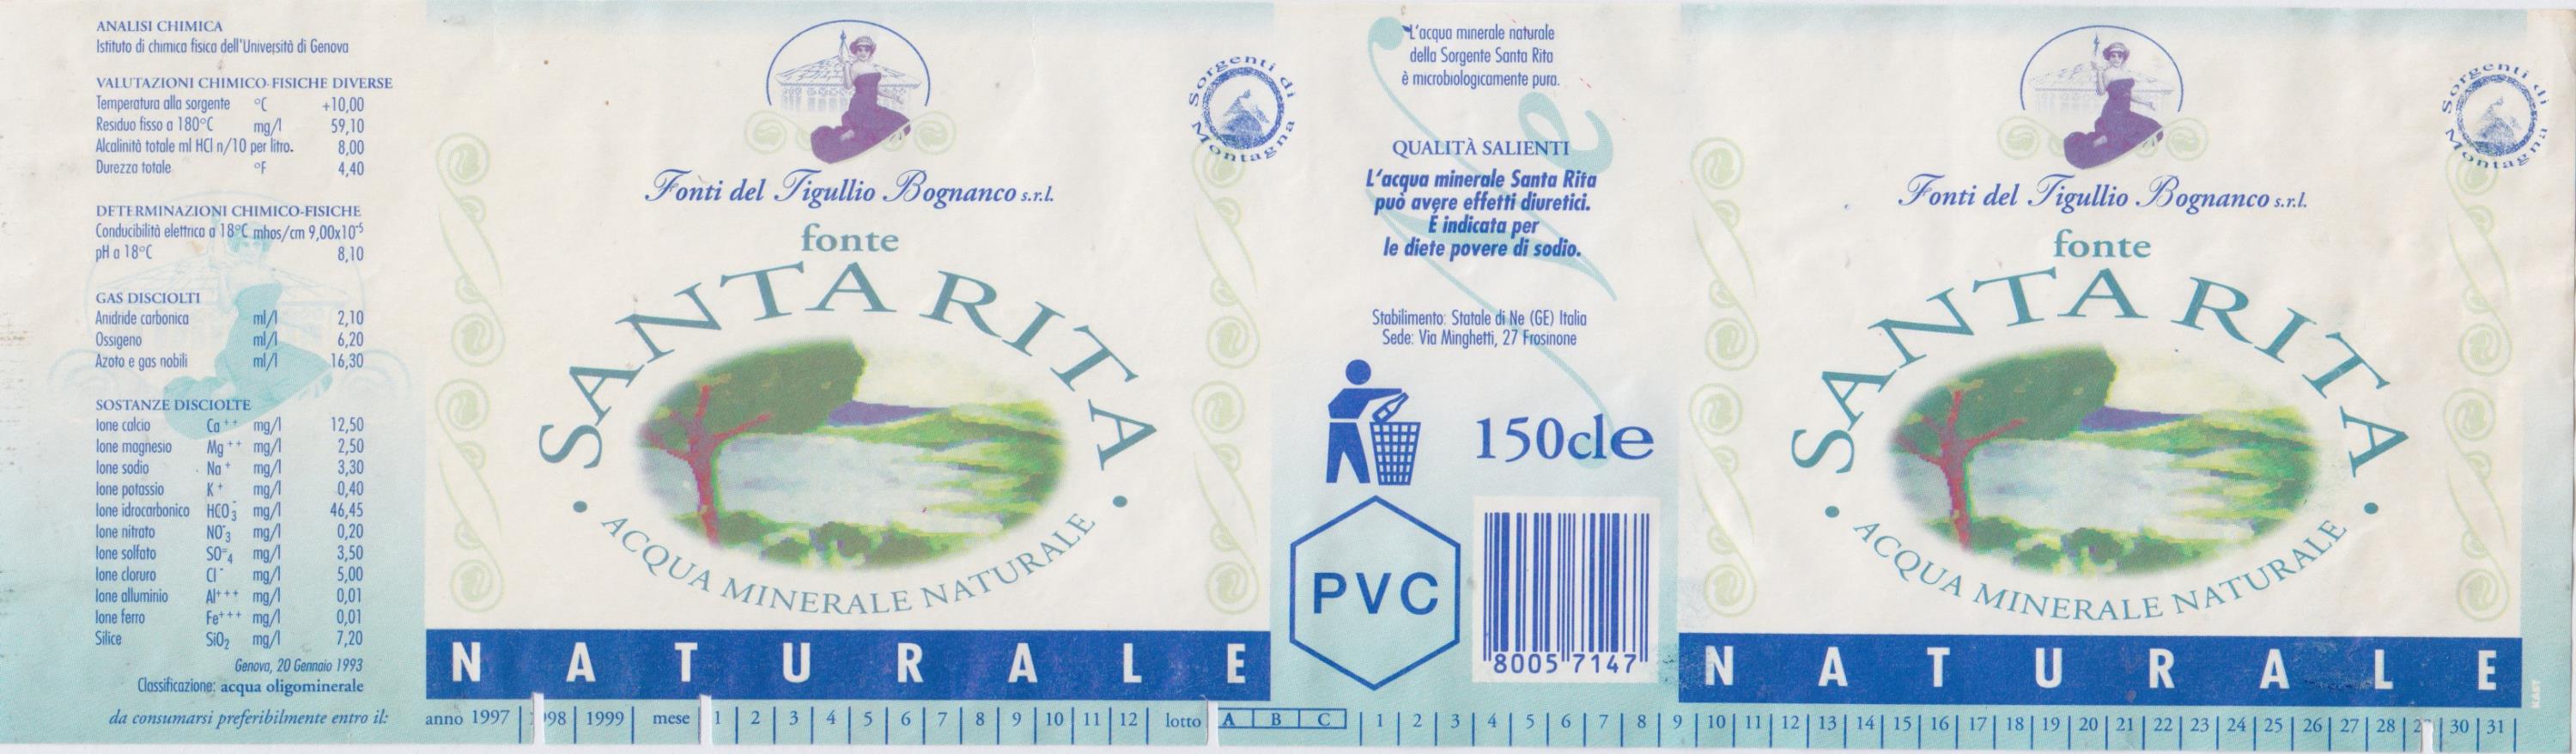 ANALISI CHIMICA
Istituto di chimica fisica dell'Università di Genova
VALUTAZIONI CHIMICO-FISICHE DIVERSE
Temperatura alla sorgente °C +10,00
Residuo fisso a 180°C mg/l 59,10
Alcalinità totale ml HCl n/10 per litro. 8,00
Durezza totale °F 4,40
DETERMINAZIONI CHIMICO-FISICHE
Conducibilità elettrica a 18°C mhos/cm 9,00x10⁻⁵
pH a 18°C 8,10
GAS DISCIOLTI
Anidride carbonica ml/l 2,10
Ossigeno ml/l 6,20
Azoto e gas nobili ml/l 16,30
SOSTANZE DISCIOLTE
Ione calcio Ca⁺⁺ mg/l 12,50
Ione magnesio Mg⁺⁺ mg/l 2,50
Ione sodio Na⁺ mg/l 3,30
Ione potassio K⁺ mg/l 0,40
Ione idrocarbonico HCO₃⁻ mg/l 46,45
Ione nitrato NO₃⁻ mg/l 0,20
Ione solfato SO₄⁼ mg/l 3,50
Ione cloruro Cl⁻ mg/l 5,00
Ione alluminio Al⁺⁺⁺ mg/l 0,01
Ione ferro Fe⁺⁺⁺ mg/l 0,01
Silice SiO₂ mg/l 7,20
Genova, 20 Gennaio 1993
Classificazione: acqua oligominerale
Sorgenti di Montagna
Fonti del Tigullio Bognanco s.r.l.
fonte
SANTA RITA
• ACQUA MINERALE NATURALE •
NATURALE
L'acqua minerale naturale
della Sorgente Santa Rita
è microbiologicamente pura.
QUALITÀ SALIENTI
L'acqua minerale Santa Rita
può avere effetti diuretici.
È indicata per
le diete povere di sodio.
Stabilimento: Statale di Ne (GE) Italia
Sede: Via Minghetti, 27 Frosinone
150cl e
PVC
8005 7147
Sorgenti di Montagna
Fonti del Tigullio Bognanco s.r.l.
fonte
SANTA RITA
• ACQUA MINERALE NATURALE •
NATURALE
da consumarsi preferibilmente entro il: anno 1997 | 98 | 1999 | mese 1 | 2 | 3 | 4 | 5 | 6 | 7 | 8 | 9 | 10 | 11 | 12 | lotto A | B | C | 1 | 2 | 3 | 4 | 5 | 6 | 7 | 8 | 9 | 10 | 11 | 12 | 13 | 14 | 15 | 16 | 17 | 18 | 19 | 20 | 21 | 22 | 23 | 24 | 25 | 26 | 27 | 28 | 2 | 30 | 31 |